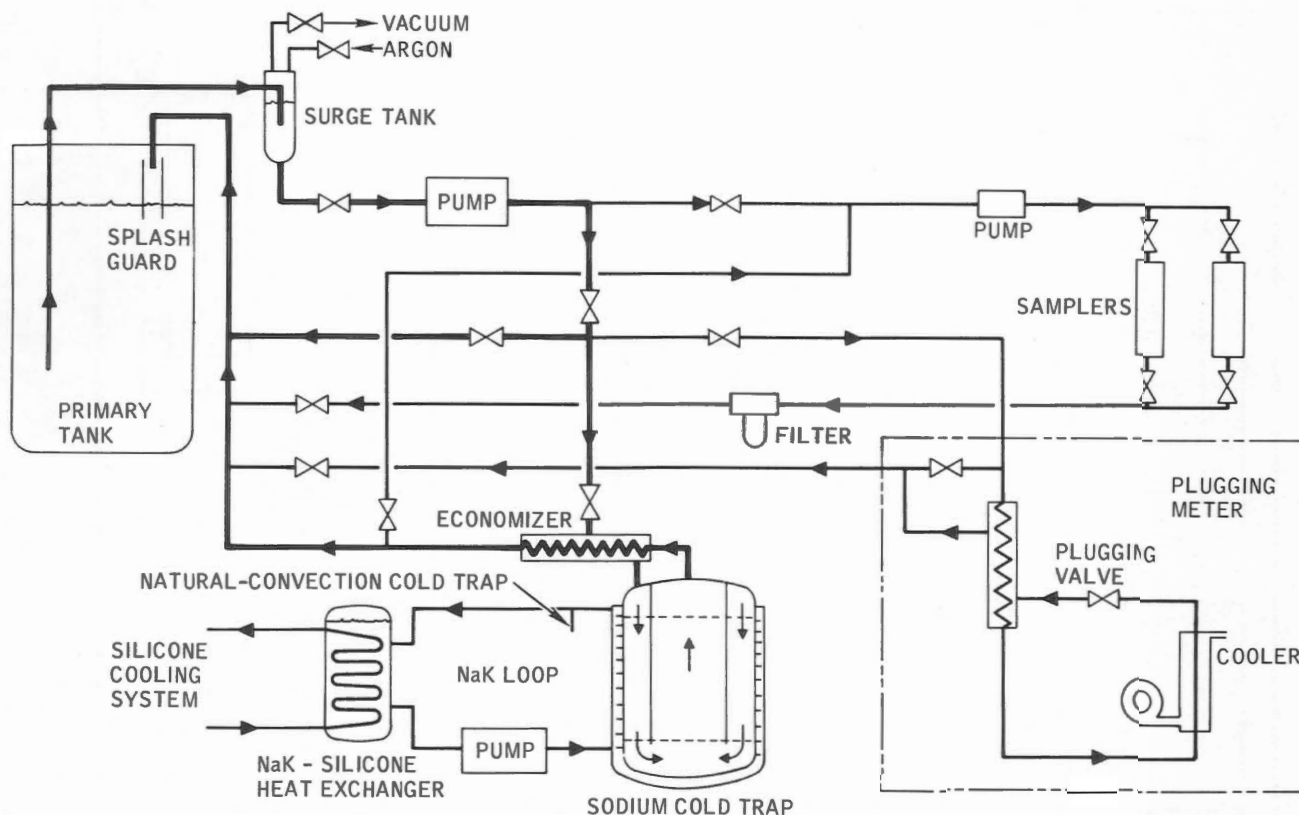 VACUUM
ARGON
SURGE TANK
PUMP
SPLASH
GUARD
PUMP
SAMPLERS
PRIMARY
TANK
FILTER
ECONOMIZER
PLUGGING
METER
PLUGGING
VALVE
NATURAL-CONVECTION COLD TRAP
SILICONE
COOLING
SYSTEM
NaK LOOP
COOLER
PUMP
NaK - SILICONE
HEAT EXCHANGER
SODIUM COLD TRAP